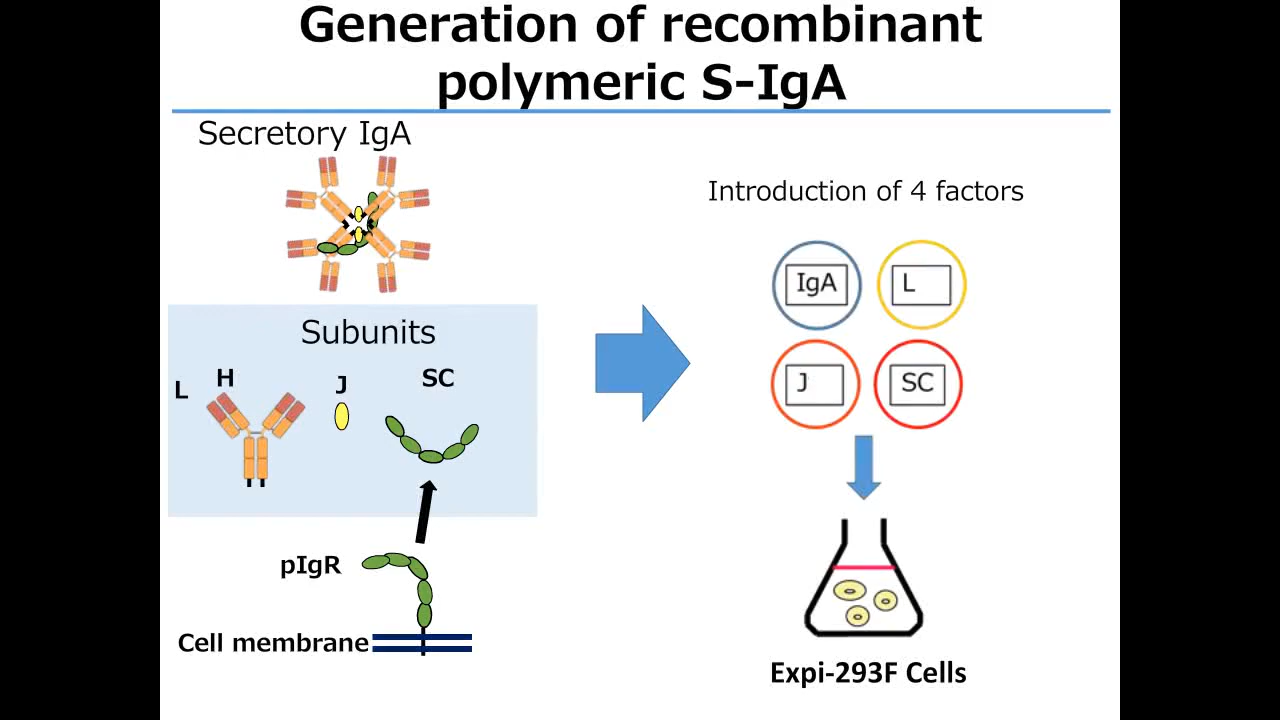 Generation of recombinant
polymeric S-IgA
Secretory IgA
Subunits
L
H
J
SC
pIgR
Cell membrane
Introduction of 4 factors
IgA
L
J
SC
Expi-293F Cells